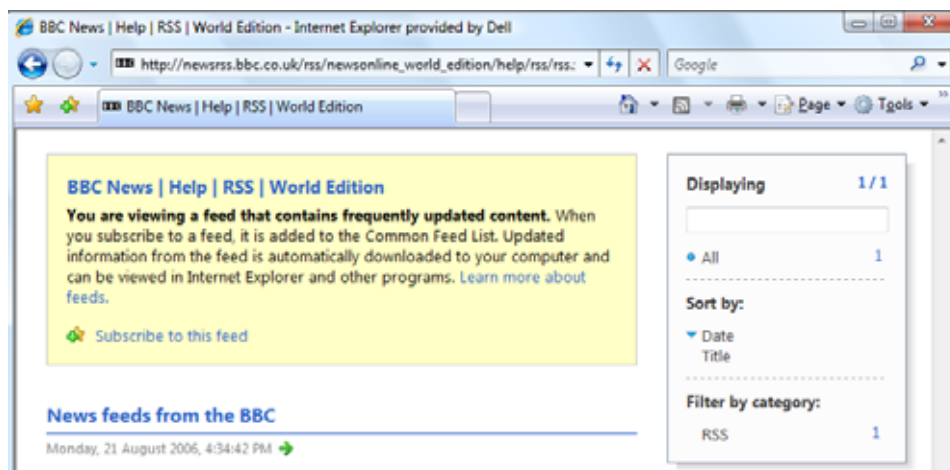 BBC News | Help | RSS | World Edition - Internet Explorer provided by Dell
http://newsrss.bbc.co.uk/rss/newsonline_world_edition/help/rss/rss.:
Google
BBC News | Help | RSS | World Edition
Page
Tools
BBC News | Help | RSS | World Edition
You are viewing a feed that contains frequently updated content. When
you subscribe to a feed, it is added to the Common Feed List. Updated
information from the feed is automatically downloaded to your computer and
can be viewed in Internet Explorer and other programs. Learn more about
feeds.
Subscribe to this feed
News feeds from the BBC
Monday, 21 August 2006, 4:34:42 PM
Displaying 1 / 1
All 1
Sort by:
Date
Title
Filter by category:
RSS 1